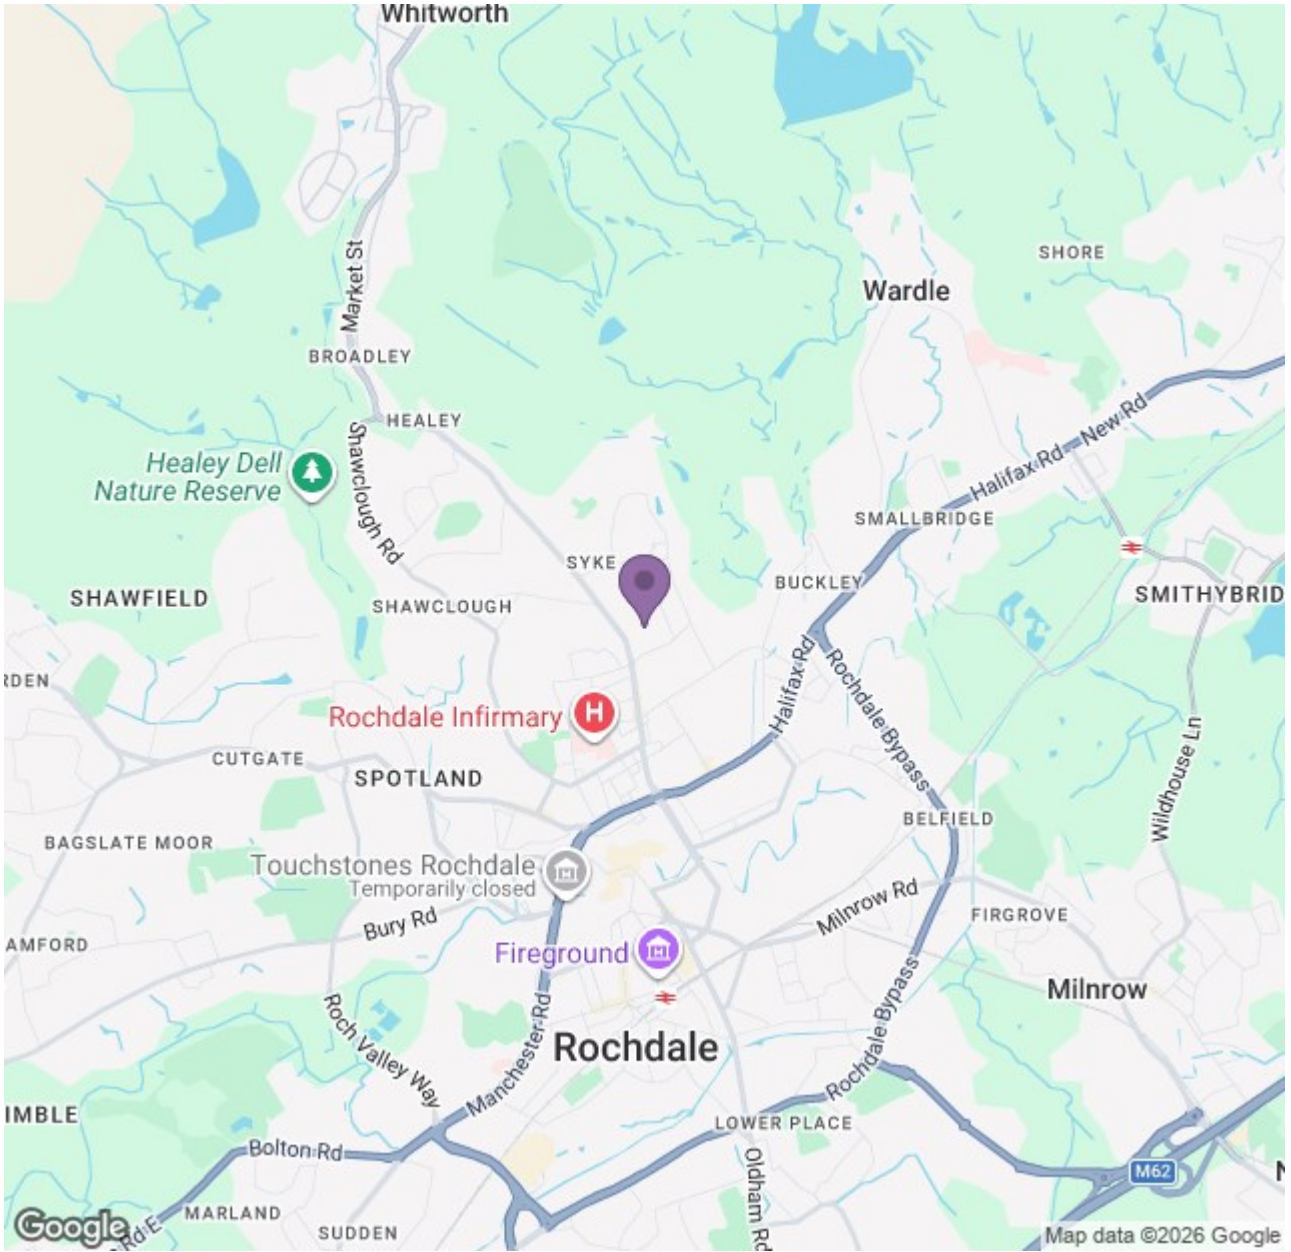 Whitworth
SHORE
Wardle
Market St
BROADLEY
HEALEY
Halifax Rd - New Rd
Healey Dell
Nature Reserve
Shawclough Rd
SMALLBRIDGE
SYKE
BUCKLEY
SHAWFIELD
SHAWCLOUGH
SMITHYBRID
RDEN
Halifax Rd
Rochdale Bypass
Rochdale Infirmary
H
CUTGATE
SPOTLAND
Wildhouse Ln
BELFIELD
BAGSLATE MOOR
Touchstones Rochdale
Temporarily closed
Milnrow Rd
Bury Rd
FIRGROVE
AMFORD
Fireground
Milnrow
Rochdale Bypass
Roch Valley Way
Manchester Rd
Rochdale
IMBLE
LOWER PLACE
Bolton Rd
M62
Oldham Rd
MARLAND
SUDDEN
Google
Rd E
Map data ©2026 Google